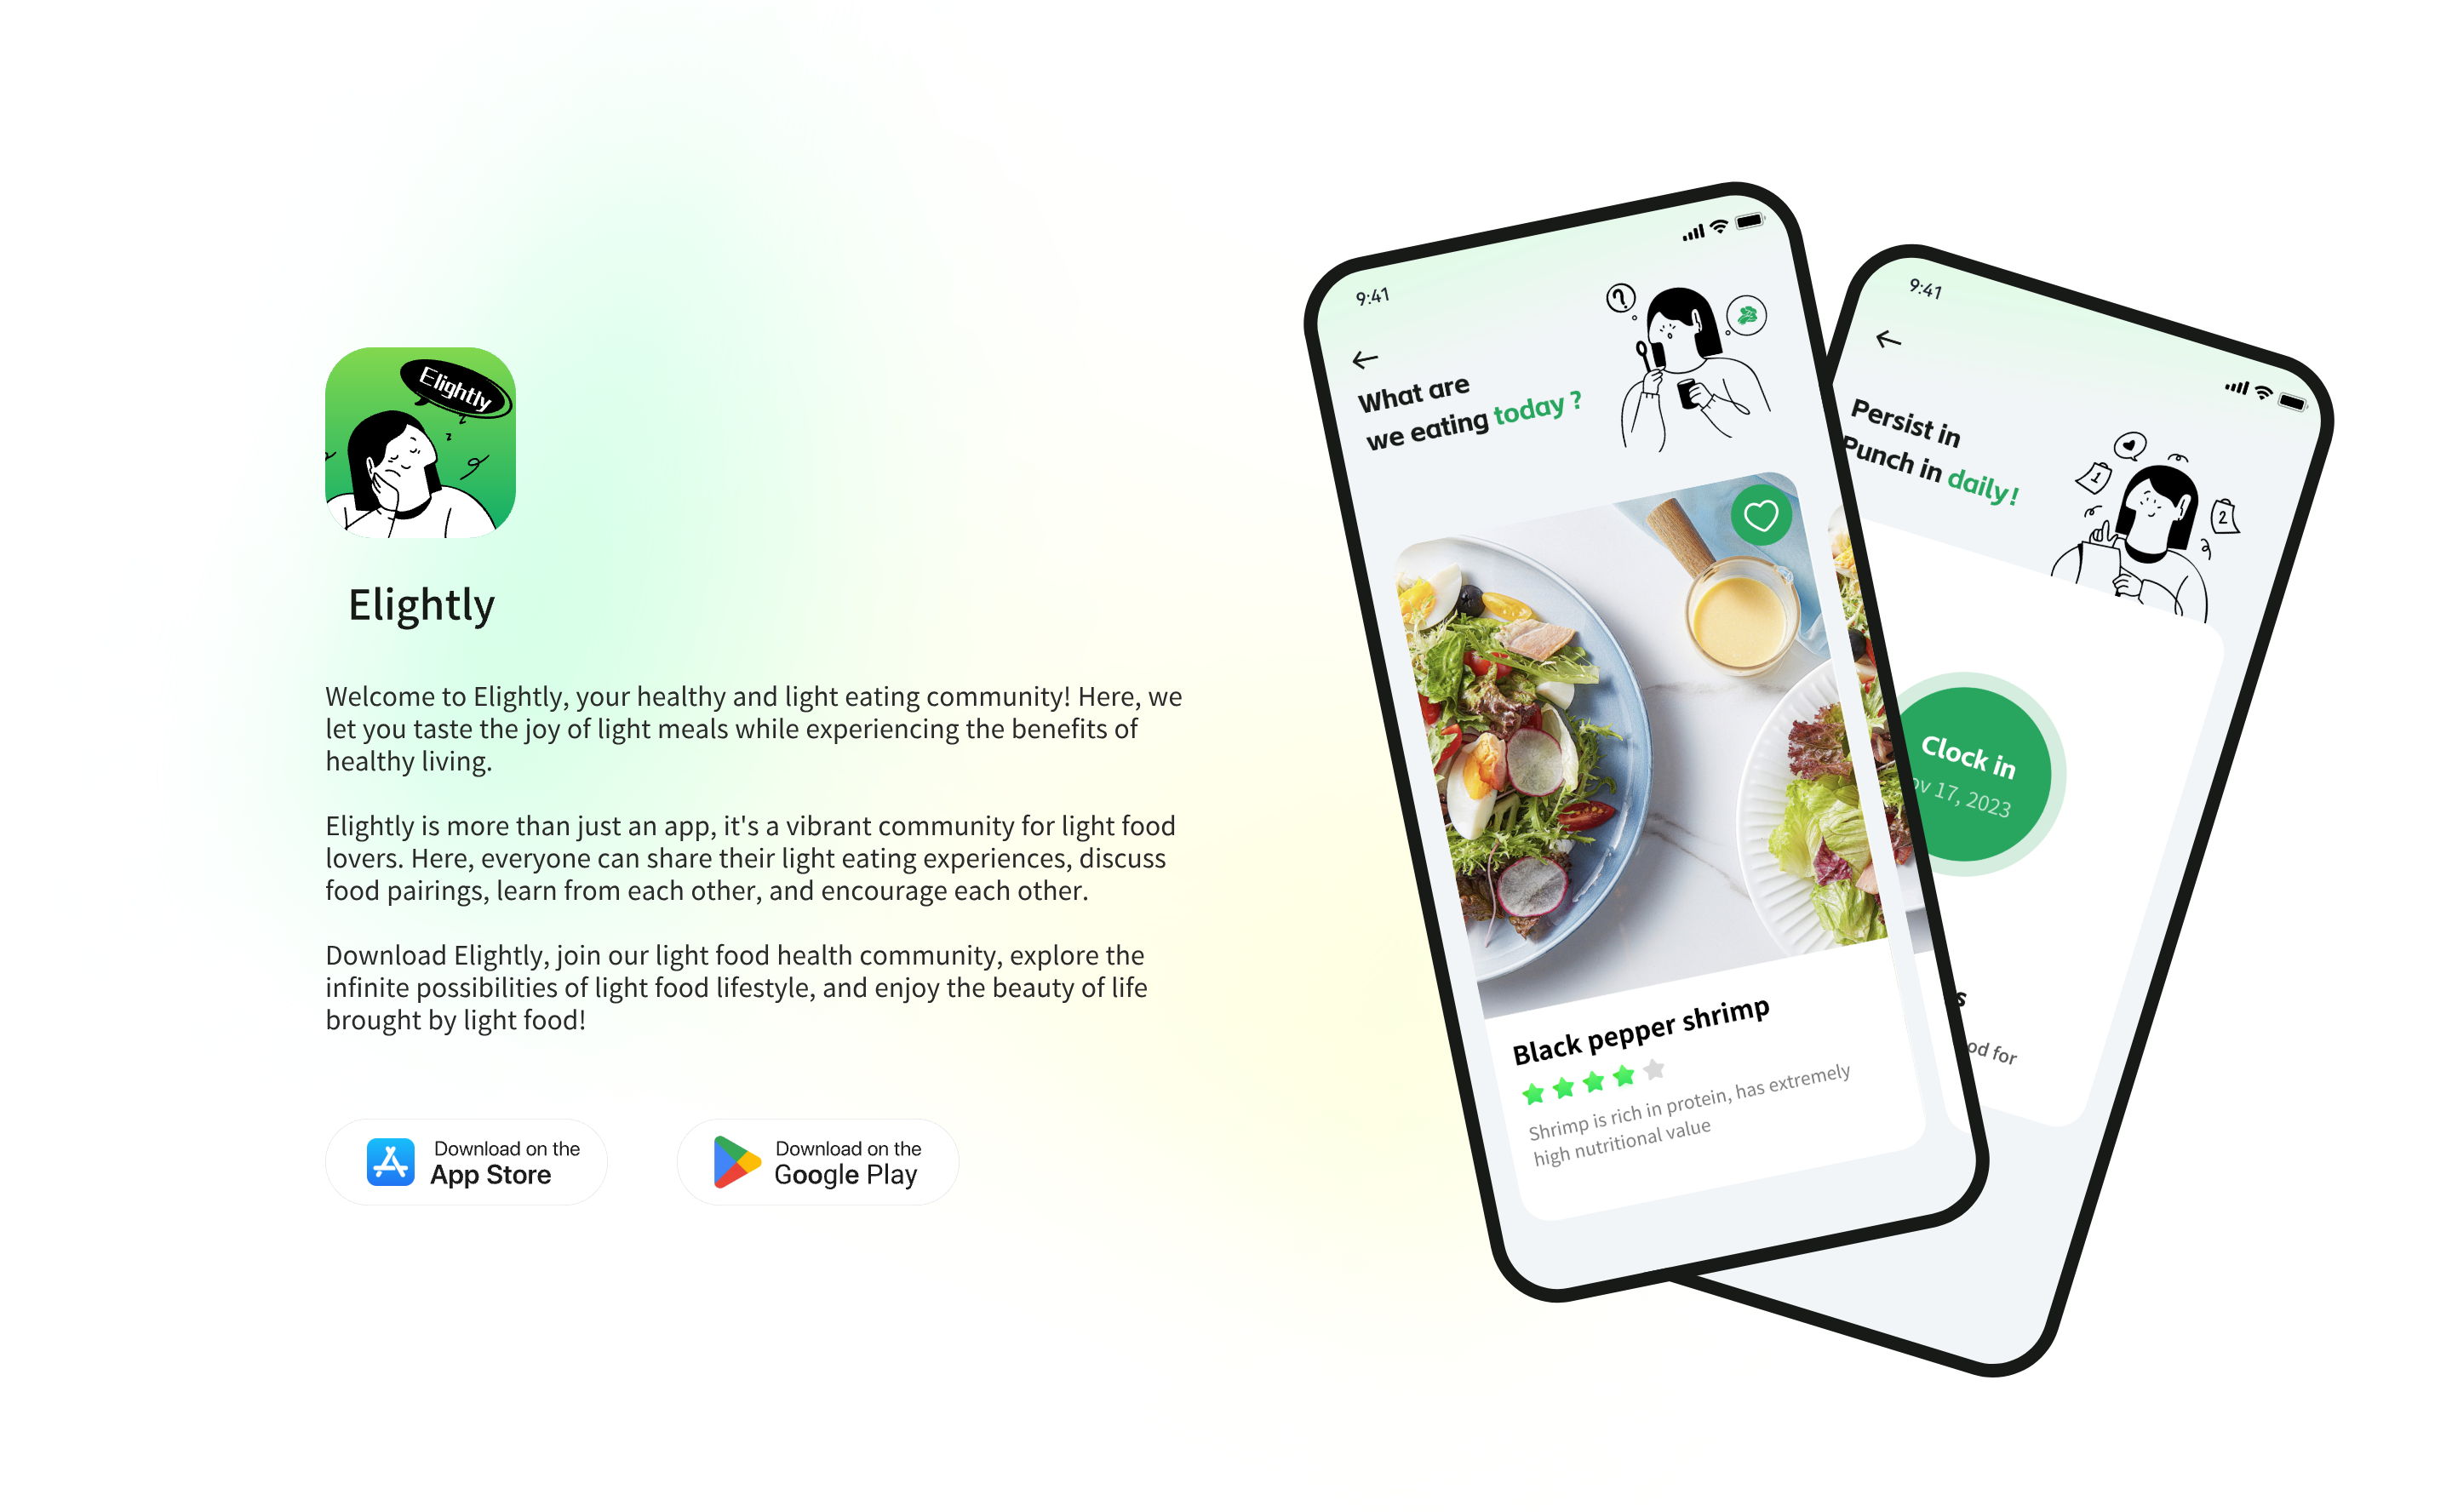 Elightly
Elightly
Welcome to Elightly, your healthy and light eating community! Here, we
let you taste the joy of light meals while experiencing the benefits of
healthy living.
Elightly is more than just an app, it's a vibrant community for light food
lovers. Here, everyone can share their light eating experiences, discuss
food pairings, learn from each other, and encourage each other.
Download Elightly, join our light food health community, explore the
infinite possibilities of light food lifestyle, and enjoy the beauty of life
brought by light food!
Download on the
App Store
Download on the
Google Play
9:41
What are
we eating today ?
Black pepper shrimp
Shrimp is rich in protein, has extremely
high nutritional value
9:41
Persist in
Punch in daily!
1
2
Clock in
17, 2023
for